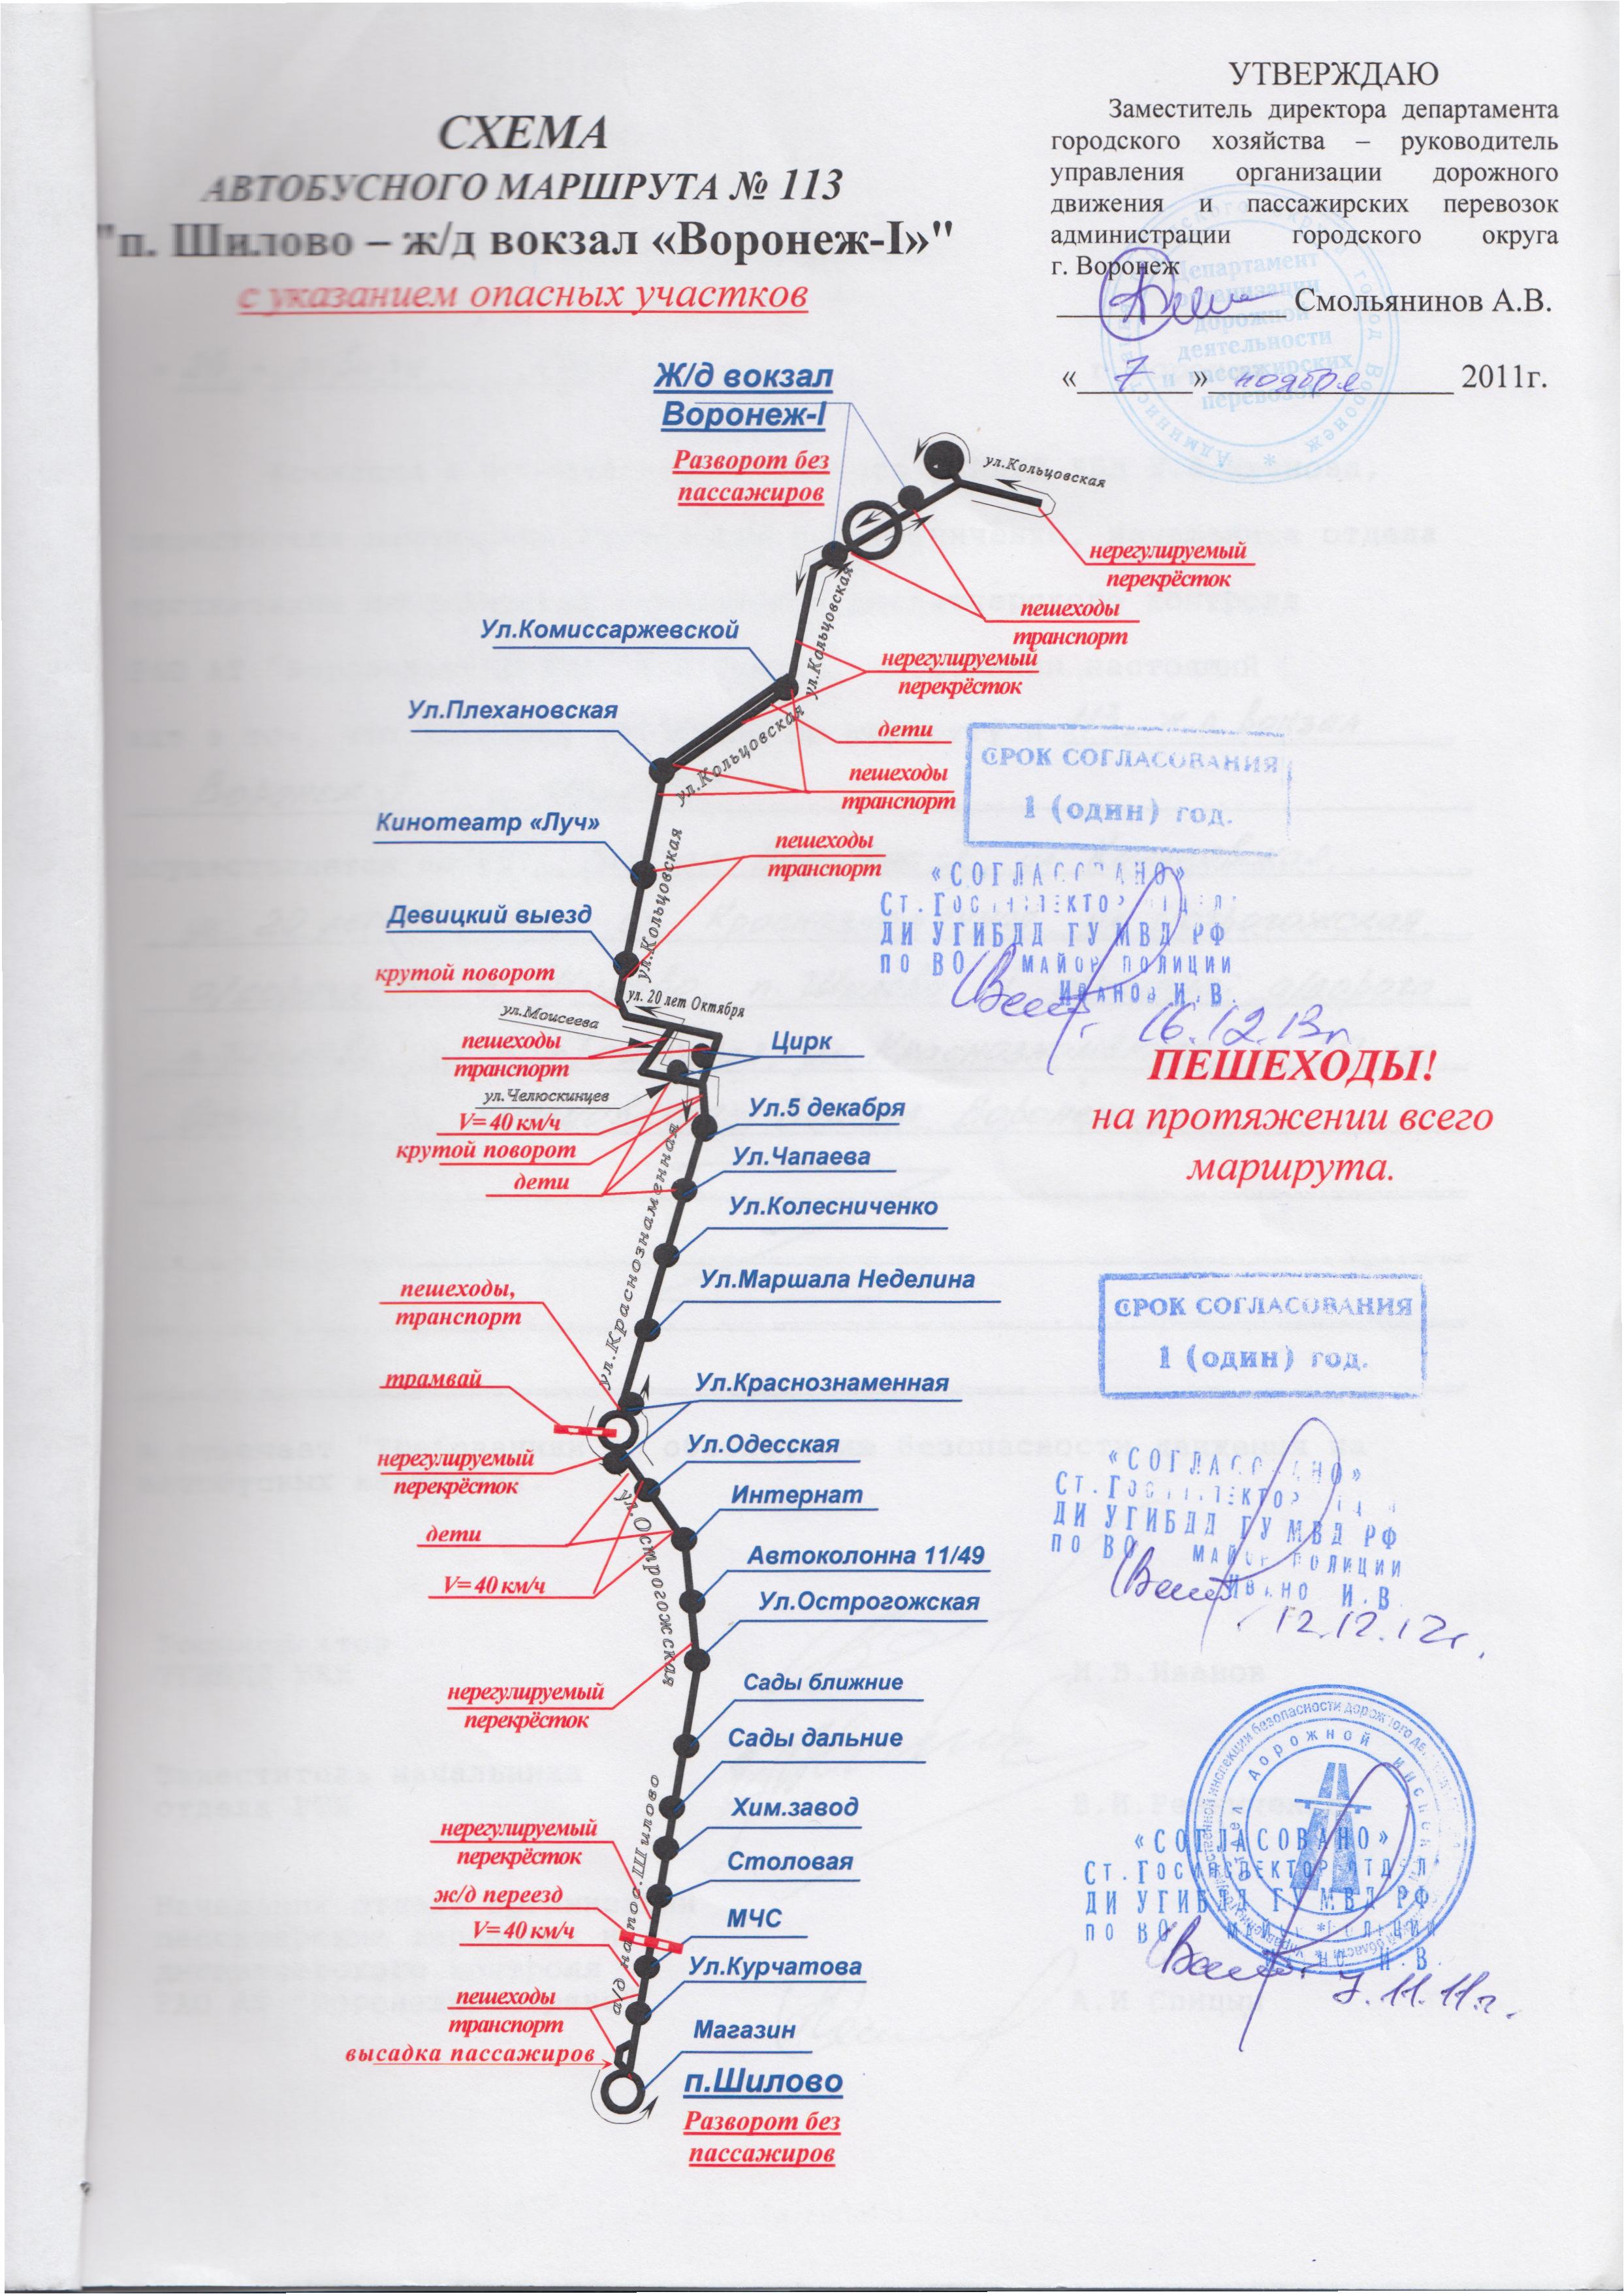 УТВЕРЖДАЮ
Заместитель директора департамента
городского хозяйства – руководитель
управления организации дорожного
движения и пассажирских перевозок
администрации городского округа
г. Воронеж
Смольянинов А.В.
« 7 » ноября 2011г.
СХЕМА
АВТОБУСНОГО МАРШРУТА № 113
"п. Шилово – ж/д вокзал «Воронеж-I»"
с указанием опасных участков
Департамент
организации
дорожной
деятельности
и пассажирских
перевозок
Ж/д вокзал
Воронеж-I
Разворот без
пассажиров
ул.Кольцовская
нерегулируемый
перекрёсток
пешеходы
транспорт
ул.Кольцовская
Ул.Комиссаржевской
нерегулируемый
перекрёсток
Ул.Плехановская
дети
ул.Кольцовская
пешеходы
транспорт
СРОК СОГЛАСОВАНИЯ
1 (один) год.
Кинотеатр «Луч»
пешеходы
транспорт
ул.Кольцовская
Девицкий выезд
крутой поворот
«СОГЛАСОВАНО»
Ст.Госинспектор
ДИ УГИБДД ГУ МВД РФ
по ВО майор полиции
Иванов И.В.
16.12.13г.
ул. 20 лет Октября
ул.Моисеева
пешеходы
транспорт
Цирк
ул.Челюскинцев
ПЕШЕХОДЫ!
на протяжении всего
маршрута.
V= 40 км/ч
Ул.5 декабря
крутой поворот
Ул.Чапаева
дети
Ул.Колесниченко
ул.Краснознаменная
Ул.Маршала Неделина
пешеходы,
транспорт
СРОК СОГЛАСОВАНИЯ
1 (один) год.
трамвай
Ул.Краснознаменная
Ул.Одесская
нерегулируемый
перекрёсток
Интернат
дети
ул.Острогожская
Автоколонна 11/49
V= 40 км/ч
Ул.Острогожская
«СОГЛАСОВАНО»
Ст.Госинспектор
ДИ УГИБДД ГУ МВД РФ
по ВО майор полиции
Ивано И.В.
12.12.12г.
нерегулируемый
перекрёсток
Сады ближние
Сады дальние
Хим.завод
нерегулируемый
перекрёсток
Столовая
ж/д переезд
а/д на пос.Шилово
V= 40 км/ч
МЧС
Ул.Курчатова
пешеходы
транспорт
Магазин
высадка пассажиров
п.Шилово
Разворот без
пассажиров
«СОГЛАСОВАНО»
Ст.Госинспектор отдел
ДИ УГИБДД ГУ МВД РФ
по ВО
И.В.
7.11.11г.